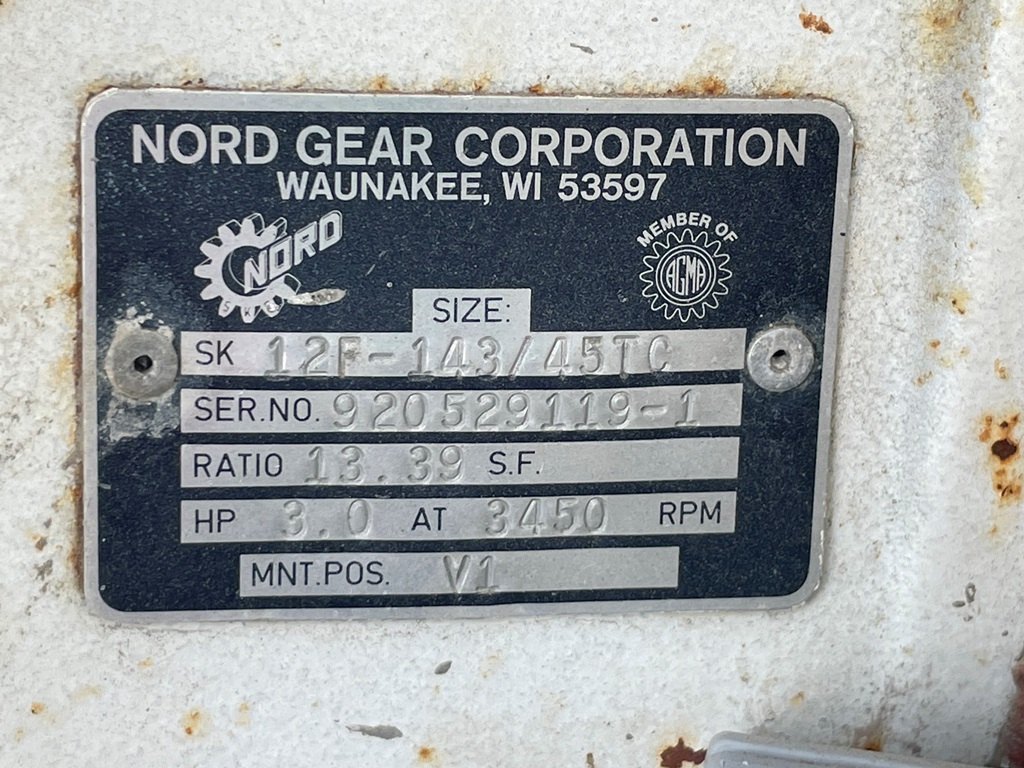 NORD GEAR CORPORATION
WAUNAKEE, WI 53597
NORD
SK
MEMBER OF
AGMA
SIZE:
SK 12F-143/45TC
SER.NO. 920529119-1
RATIO 13.39 S.F.
HP 3.0 AT 3450 RPM
MNT.POS. V1